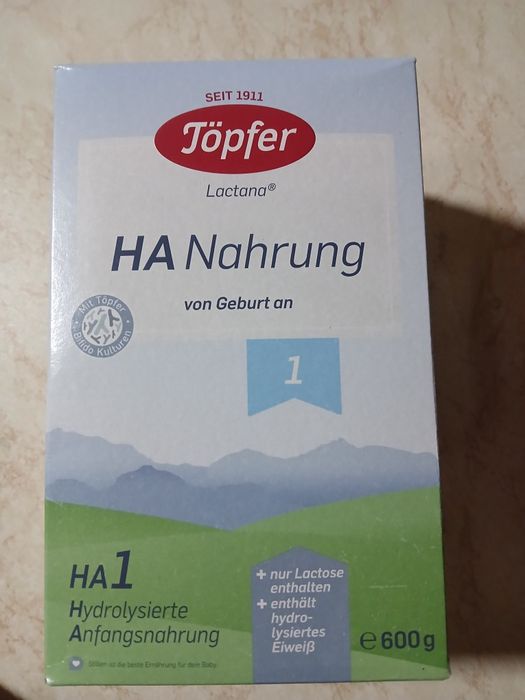 SEIT 1911
Töpfer
Lactana®
HA Nahrung
von Geburt an
Mit Töpfer
Bifido Kulturen
1
HA1
Hydrolysierte
Anfangsnahrung
+ nur Lactose
enthalten
+ enthält
hydro-
lysiertes
Eiweiß
℮ 600g
Stillen ist die beste Ernährung für dein Baby.